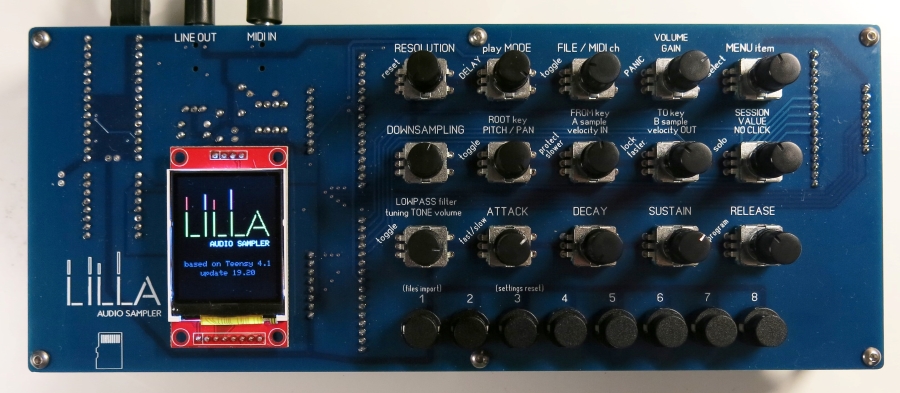 LINE OUT
MIDI IN
RESOLUTION
reset
play MODE
DELAY
FILE / MIDI ch
toggle
VOLUME
GAIN
PANIC
MENU item
select
DOWNSAMPLING
ROOT key
PITCH / PAN
toggle
FROM key
A sample
velocity IN
protect
slower
TO key
B sample
velocity OUT
lock
faster
SESSION
VALUE
NO CLICK
solo
LOWPASS filter
tuning TONE volume
toggle
ATTACK
fast/slow
DECAY
SUSTAIN
RELEASE
program
LILLA
AUDIO SAMPLER
based on Teensy 4.1
update 19.20
LILLA
AUDIO SAMPLER
(files import)
(settings reset)
1 2 3 4 5 6 7 8